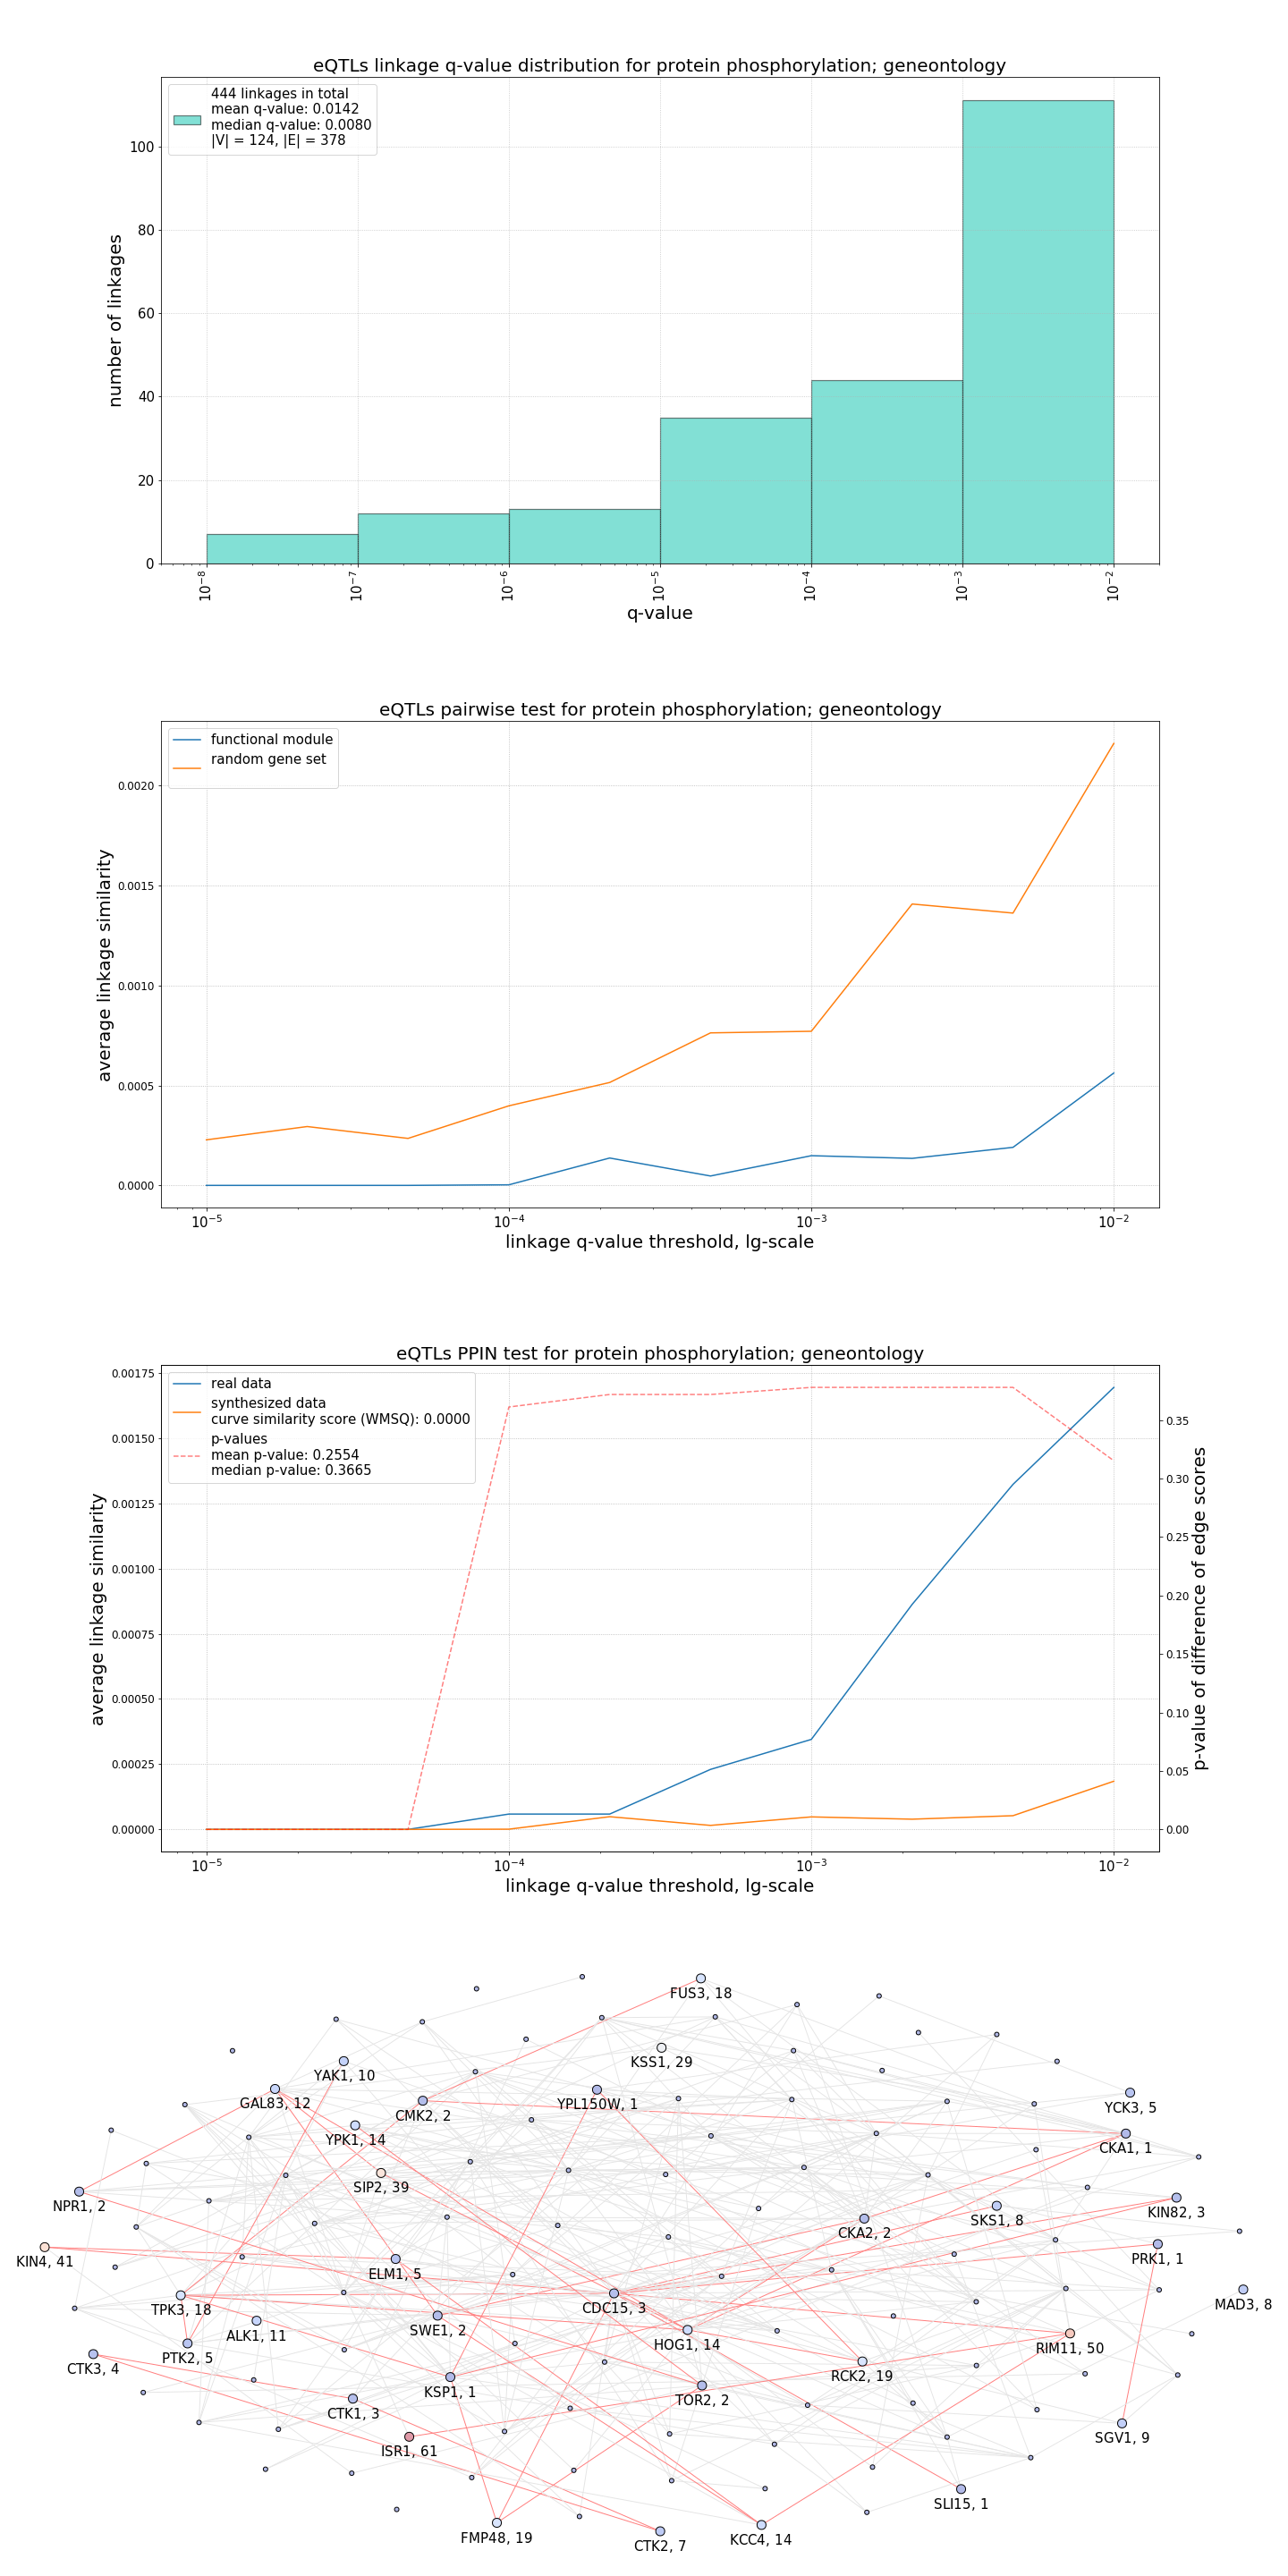 eQTLs linkage q-value distribution for protein phosphorylation; geneontology
444 linkages in total
mean q-value: 0.0142
median q-value: 0.0080
|V| = 124, |E| = 378
number of linkages
100
80
60
40
20
0
10⁻⁸ 10⁻⁷ 10⁻⁶ 10⁻⁵ 10⁻⁴ 10⁻³ 10⁻²
q-value
eQTLs pairwise test for protein phosphorylation; geneontology
functional module
random gene set
average linkage similarity
0.0020
0.0015
0.0010
0.0005
0.0000
10⁻⁵ 10⁻⁴ 10⁻³ 10⁻²
linkage q-value threshold, lg-scale
eQTLs PPIN test for protein phosphorylation; geneontology
real data
synthesized data
curve similarity score (WMSQ): 0.0000
p-values
mean p-value: 0.2554
median p-value: 0.3665
average linkage similarity
0.00175
0.00150
0.00125
0.00100
0.00075
0.00050
0.00025
0.00000
0.35
0.30
0.25
0.20
0.15
0.10
0.05
0.00
p-value of difference of edge scores
10⁻⁵ 10⁻⁴ 10⁻³ 10⁻²
linkage q-value threshold, lg-scale
FUS3, 18
KSS1, 29
YAK1, 10
GAL83, 12
YPL150W, 1
YCK3, 5
CMK2, 2
YPK1, 14
CKA1, 1
SIP2, 39
NPR1, 2
KIN82, 3
SKS1, 8
CKA2, 2
KIN4, 41
PRK1, 1
ELM1, 5
MAD3, 8
TPK3, 18
CDC15, 3
SWE1, 2
ALK1, 11
HOG1, 14
RIM11, 50
PTK2, 5
CTK3, 4
RCK2, 19
KSP1, 1
TOR2, 2
CTK1, 3
SGV1, 9
ISR1, 61
SLI15, 1
FMP48, 19
KCC4, 14
CTK2, 7